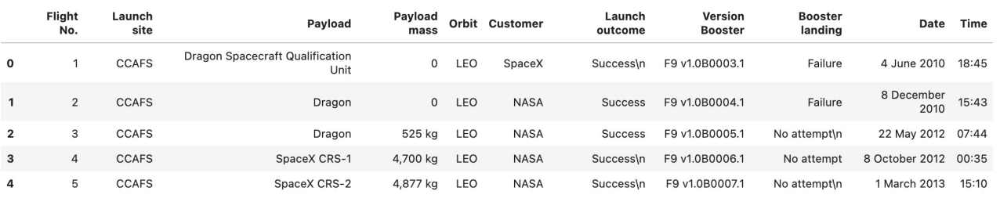 Flight No. Launch site Payload Payload mass Orbit Customer Launch outcome Version Booster Booster landing Date Time
0 1 CCAFS Dragon Spacecraft Qualification Unit 0 LEO SpaceX Success\n F9 v1.0B0003.1 Failure 4 June 2010 18:45
1 2 CCAFS Dragon 0 LEO NASA Success F9 v1.0B0004.1 Failure 8 December 2010 15:43
2 3 CCAFS Dragon 525 kg LEO NASA Success F9 v1.0B0005.1 No attempt\n 22 May 2012 07:44
3 4 CCAFS SpaceX CRS-1 4,700 kg LEO NASA Success\n F9 v1.0B0006.1 No attempt 8 October 2012 00:35
4 5 CCAFS SpaceX CRS-2 4,877 kg LEO NASA Success\n F9 v1.0B0007.1 No attempt\n 1 March 2013 15:10